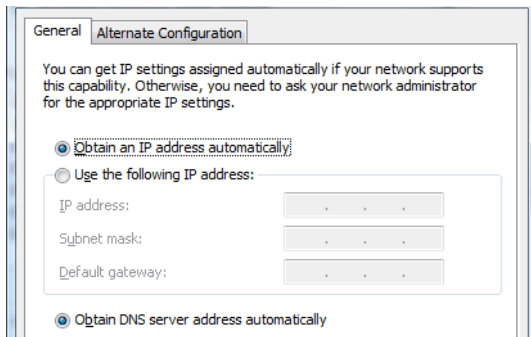 General
Alternate Configuration
You can get IP settings assigned automatically if your network supports
this capability. Otherwise, you need to ask your network administrator
for the appropriate IP settings.
Obtain an IP address automatically
Use the following IP address:
IP address:
Subnet mask:
Default gateway:
Obtain DNS server address automatically